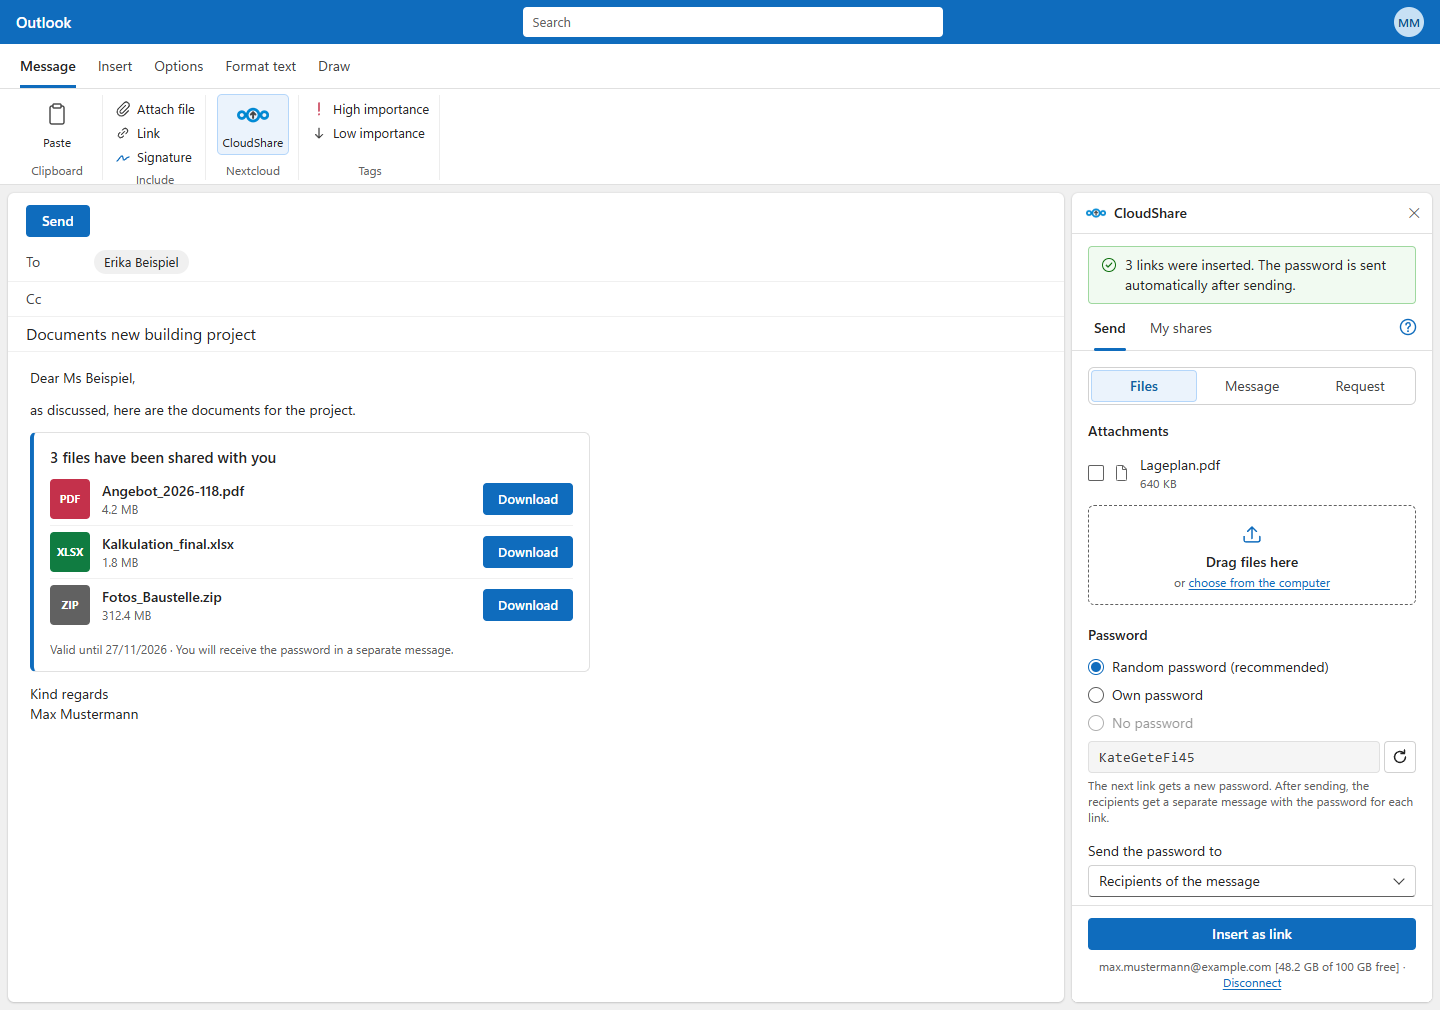 Outlook
Search
MM
Message
Insert
Options
Format text
Draw
Paste
Clipboard
Attach file
Link
Signature
Include
CloudShare
Nextcloud
High importance
Low importance
Tags
Send
To
Erika Beispiel
Cc
Documents new building project
Dear Ms Beispiel,
as discussed, here are the documents for the project.
3 files have been shared with you
PDF
Angebot_2026-118.pdf
4.2 MB
Download
XLSX
Kalkulation_final.xlsx
1.8 MB
Download
ZIP
Fotos_Baustelle.zip
312.4 MB
Download
Valid until 27/11/2026 · You will receive the password in a separate message.
Kind regards
Max Mustermann
CloudShare
3 links were inserted. The password is sent
automatically after sending.
Send
My shares
Files
Message
Request
Attachments
Lageplan.pdf
640 KB
Drag files here
or choose from the computer
Password
Random password (recommended)
Own password
No password
KateGeteFi45
The next link gets a new password. After sending, the
recipients get a separate message with the password for each
link.
Send the password to
Recipients of the message
Insert as link
max.mustermann@example.com [48.2 GB of 100 GB free] ·
Disconnect